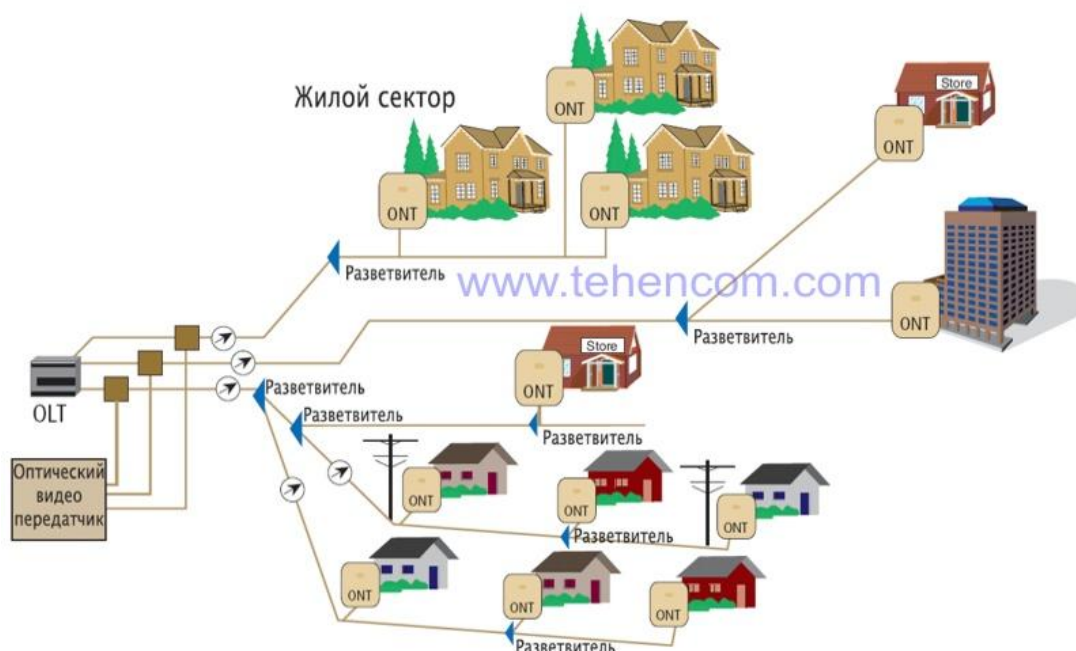 Жилой сектор
ONT
Store
ONT
ONT
ONT
ONT
Разветвитель
www.tehencom.com
ONT
Разветвитель
Store
ONT
OLT
Разветвитель
Разветвитель
Разветвитель
Оптический
видео
передатчик
ONT
ONT
ONT
Разветвитель
ONT
ONT
ONT
Разветвитель